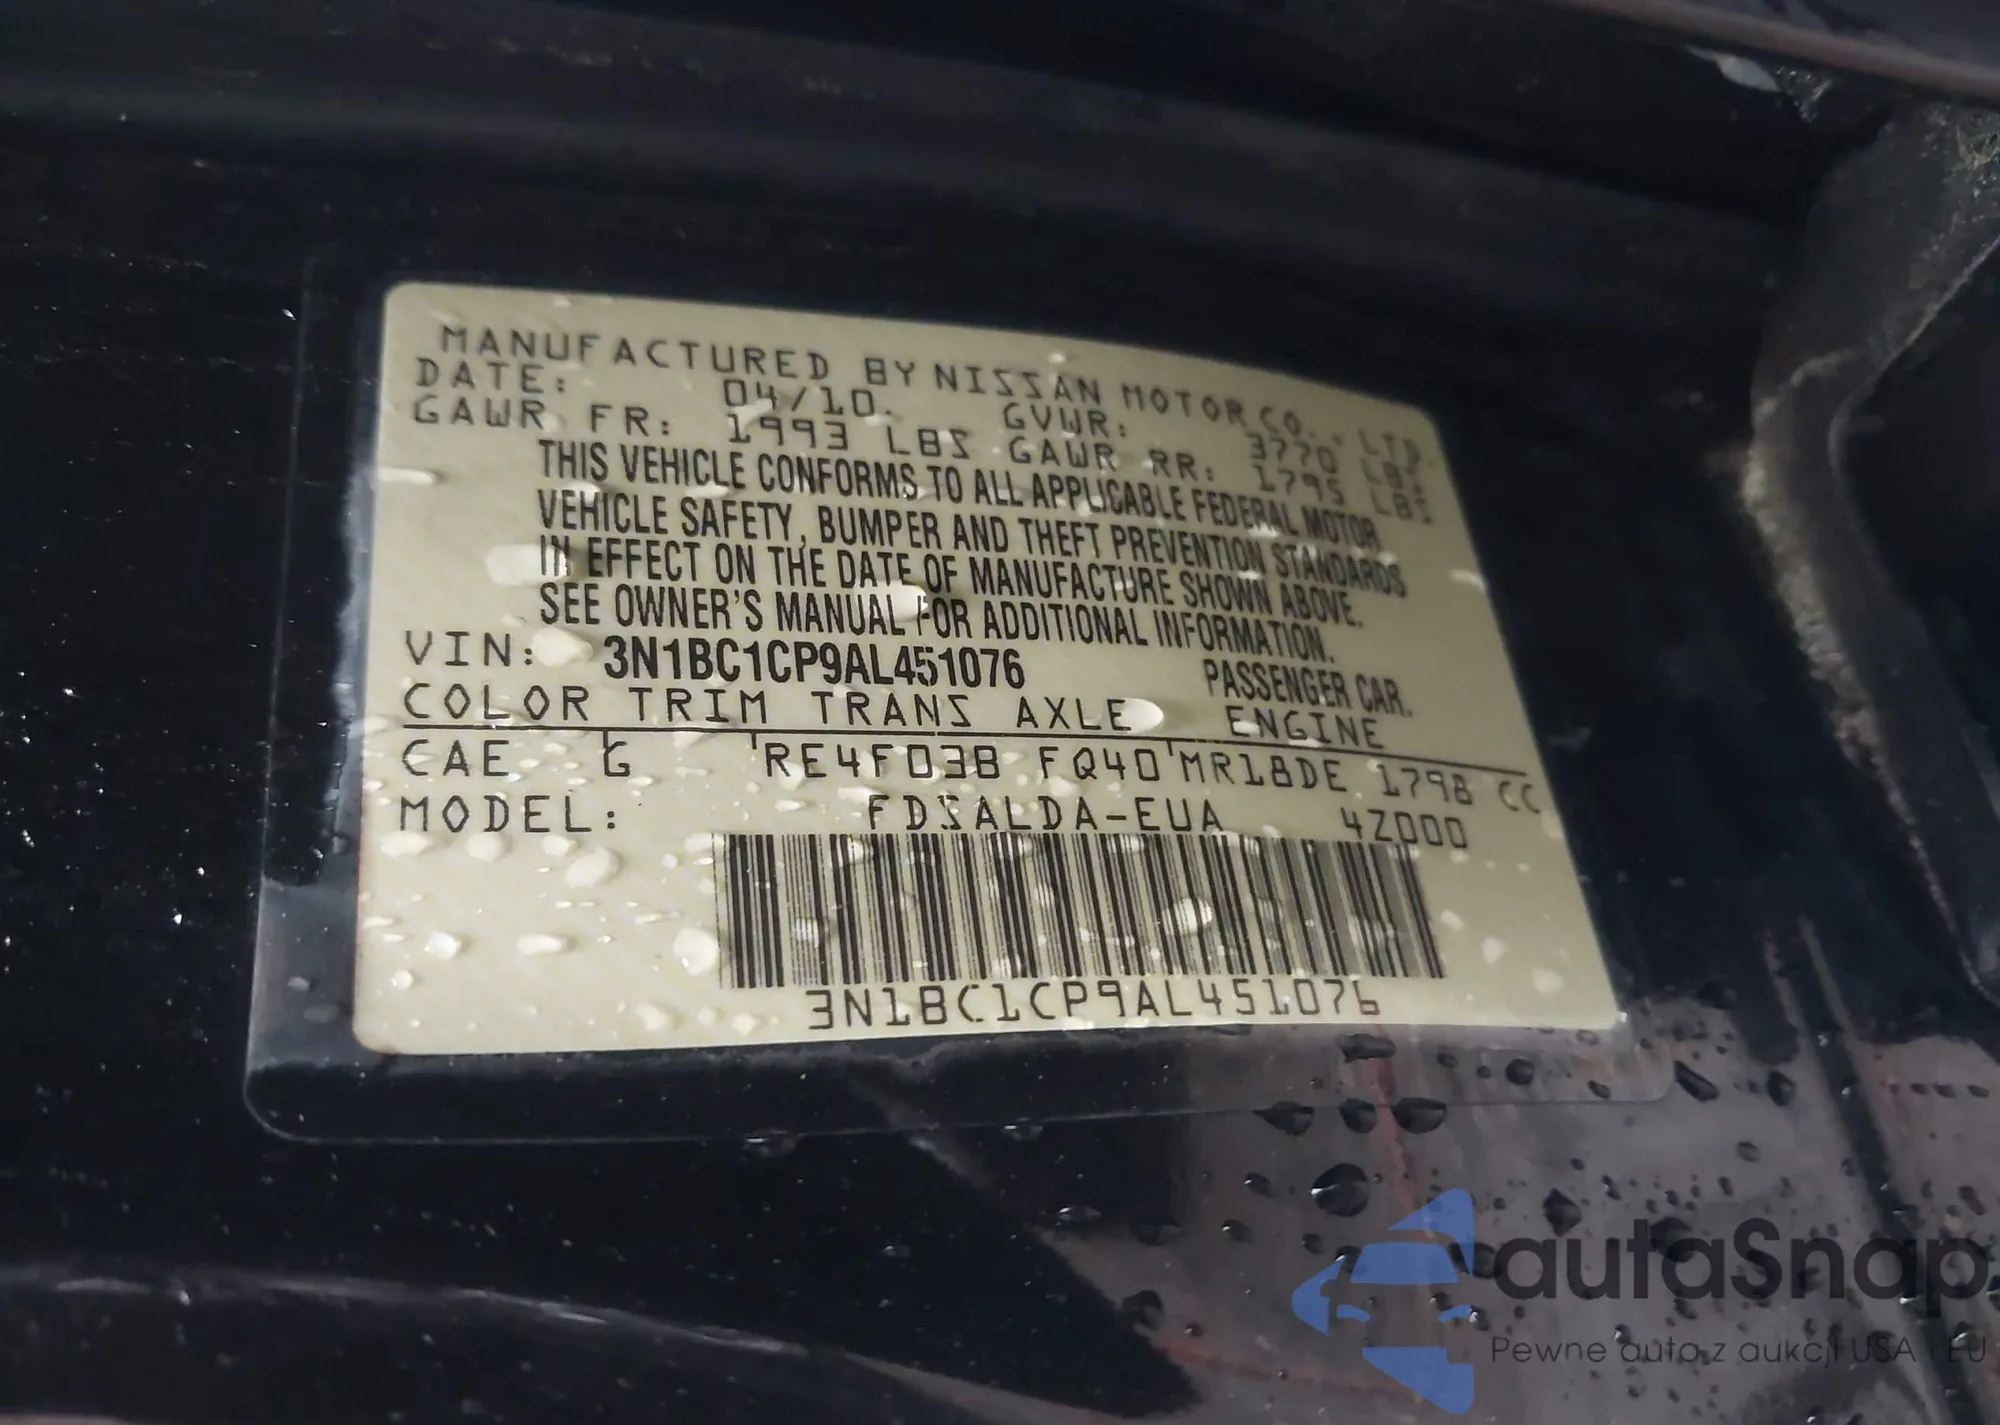 MANUFACTURED BY NISSAN MOTOR CO., LTD.
DATE: 04/10. GVWR: 3770 LBS
GAWR FR: 1993 LBS GAWR RR: 1795 LBS
THIS VEHICLE CONFORMS TO ALL APPLICABLE FEDERAL MOTOR
VEHICLE SAFETY, BUMPER AND THEFT PREVENTION STANDARDS
IN EFFECT ON THE DATE OF MANUFACTURE SHOWN ABOVE.
SEE OWNER'S MANUAL FOR ADDITIONAL INFORMATION.
VIN: 3N1BC1CP9AL451076 PASSENGER CAR.
COLOR TRIM TRANS AXLE ENGINE
CAE G RE4F03B FQ40 MR18DE 1798 CC
MODEL: FDSALDA-EUA 4Z000
3N1BC1CP9AL451076
autaSnap
Pewne auta z aukcji USA i EU